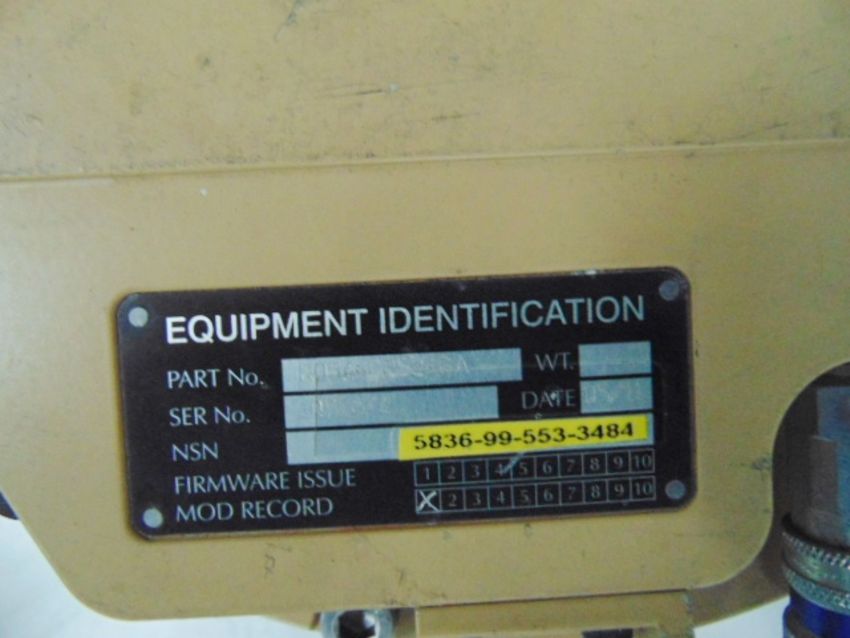 EQUIPMENT IDENTIFICATION
PART No. WT.
SER No. DATE
NSN 5836-99-553-3484
FIRMWARE ISSUE 1 2 3 4 5 6 7 8 9 10
MOD RECORD X 2 3 4 5 6 7 8 9 10